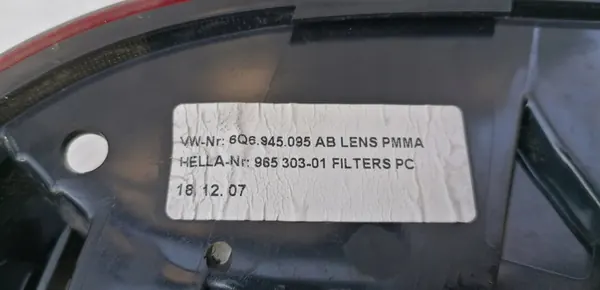 VW-Nr: 6Q6.945.095 AB LENS PMMA
HELLA-Nr: 965 303-01 FILTERS PC
18.12.07